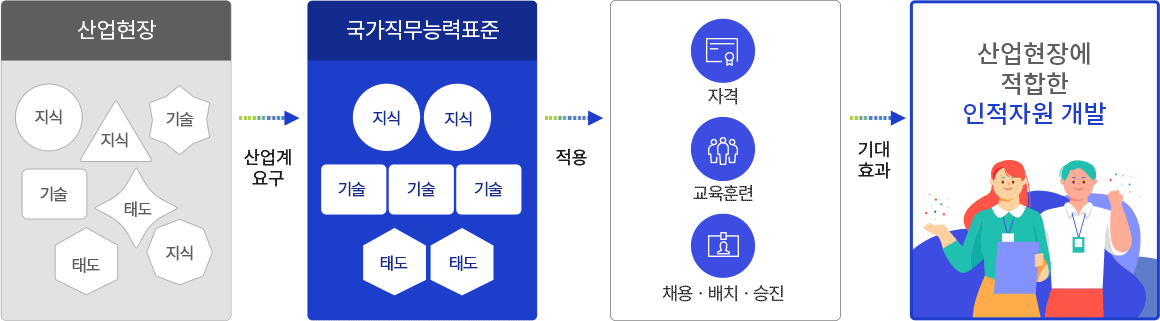 산업현장
지식
지식
기술
기술
태도
태도
지식
산업계
요구
국가직무능력표준
지식
지식
기술
기술
기술
태도
태도
적용
자격
교육훈련
채용 · 배치 · 승진
기대
효과
산업현장에
적합한
인적자원 개발